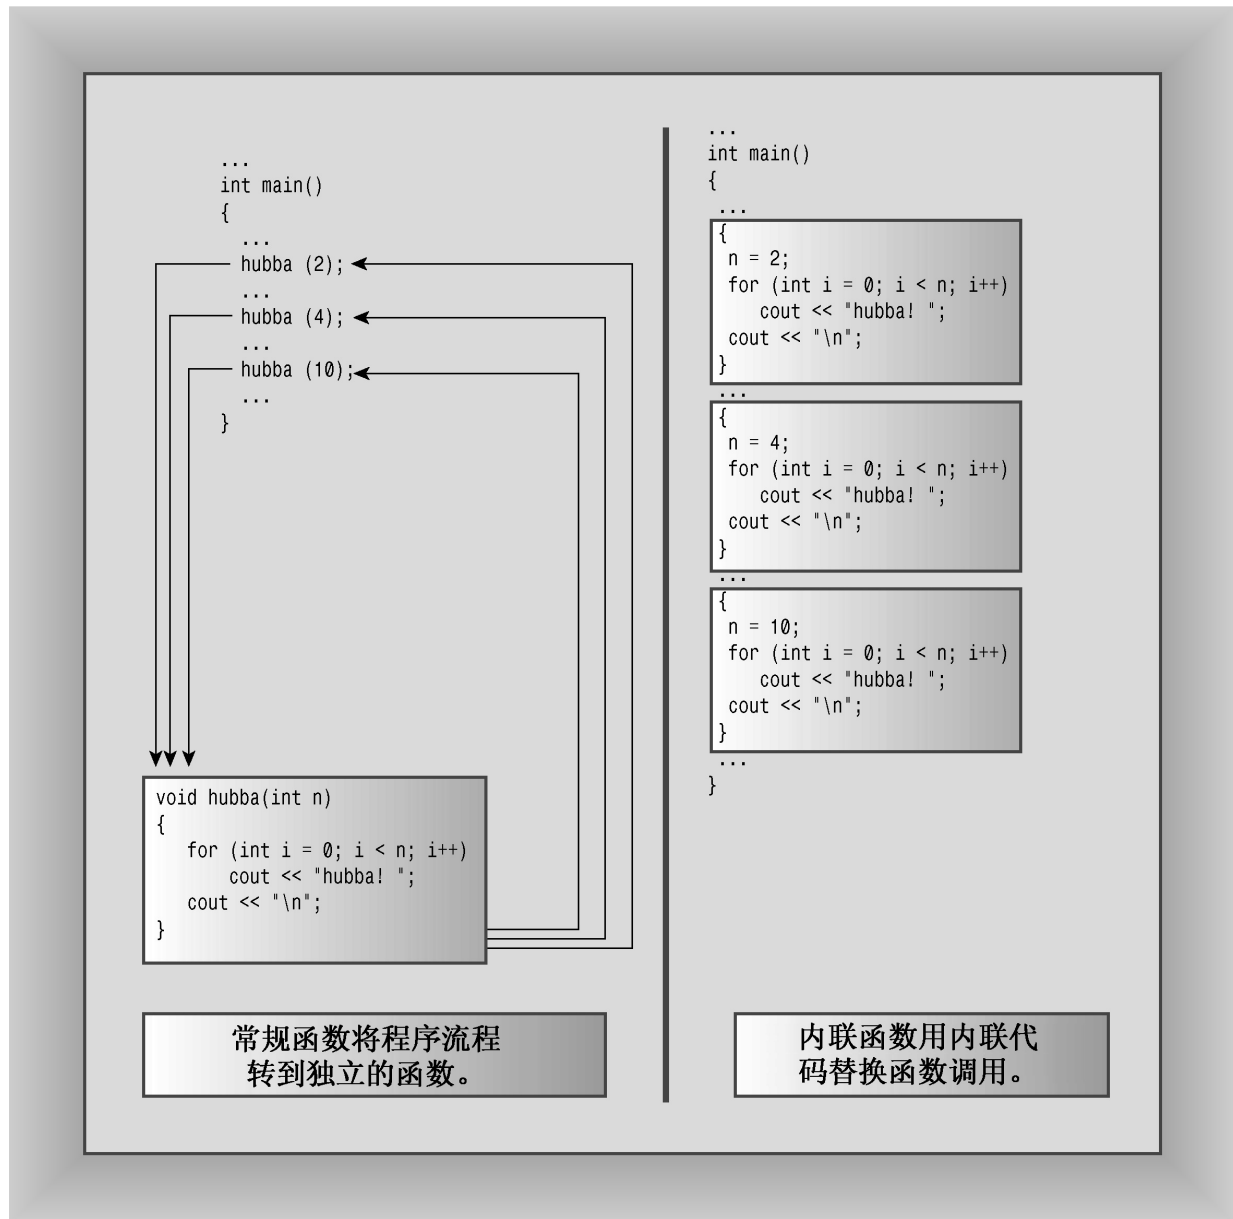 ...
int main()
{
...
hubba (2);
...
hubba (4);
...
hubba (10);
...
}
void hubba(int n)
{
for (int i = 0; i < n; i++)
cout << "hubba! ";
cout << "\n";
}
常规函数将程序流程
转到独立的函数。
...
int main()
{
...
{
n = 2;
for (int i = 0; i < n; i++)
cout << "hubba! ";
cout << "\n";
}
...
{
n = 4;
for (int i = 0; i < n; i++)
cout << "hubba! ";
cout << "\n";
}
...
{
n = 10;
for (int i = 0; i < n; i++)
cout << "hubba! ";
cout << "\n";
}
...
}
内联函数用内联代
码替换函数调用。